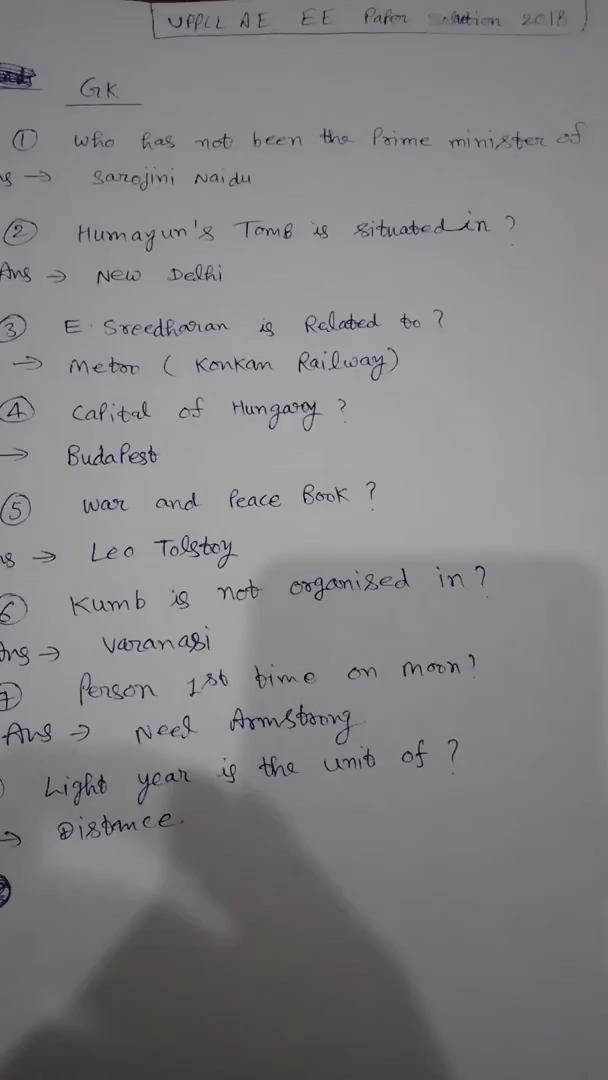 UPPCL AE EE Paper Solution 2018
GK
① Who has not been the Prime minister of
→ Sarojini Naidu
② Humayun's Tomb is situated in ?
Ans → New Delhi
③ E. Sreedharan is Related to ?
→ Metro ( Konkan Railway)
④ Capital of Hungary ?
→ Budapest
⑤ War and Peace Book ?
→ Leo Tolstoy
6 Kumb is not organised in ?
Ans → Varanasi
7 Person 1st time on moon?
Ans → Neel Armstrong
Light year is the unit of ?
→ Distance.